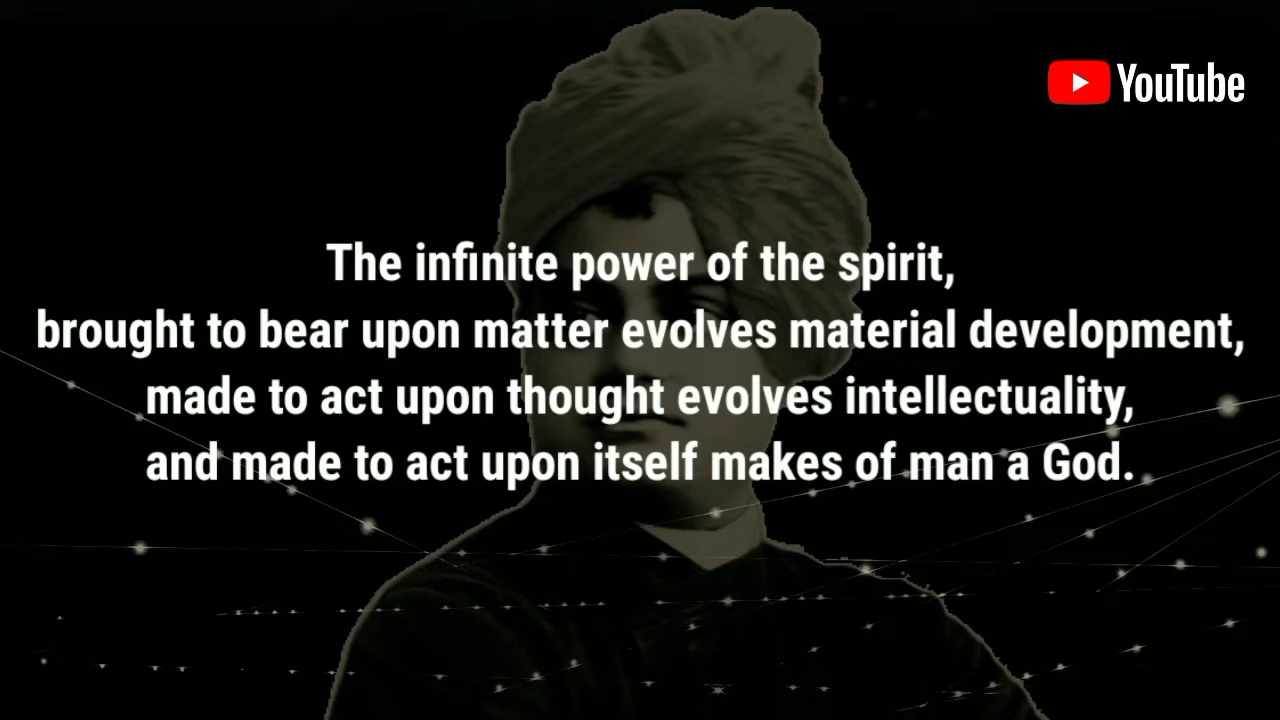 YouTube
The infinite power of the spirit,
brought to bear upon matter evolves material development,
made to act upon thought evolves intellectuality,
and made to act upon itself makes of man a God.